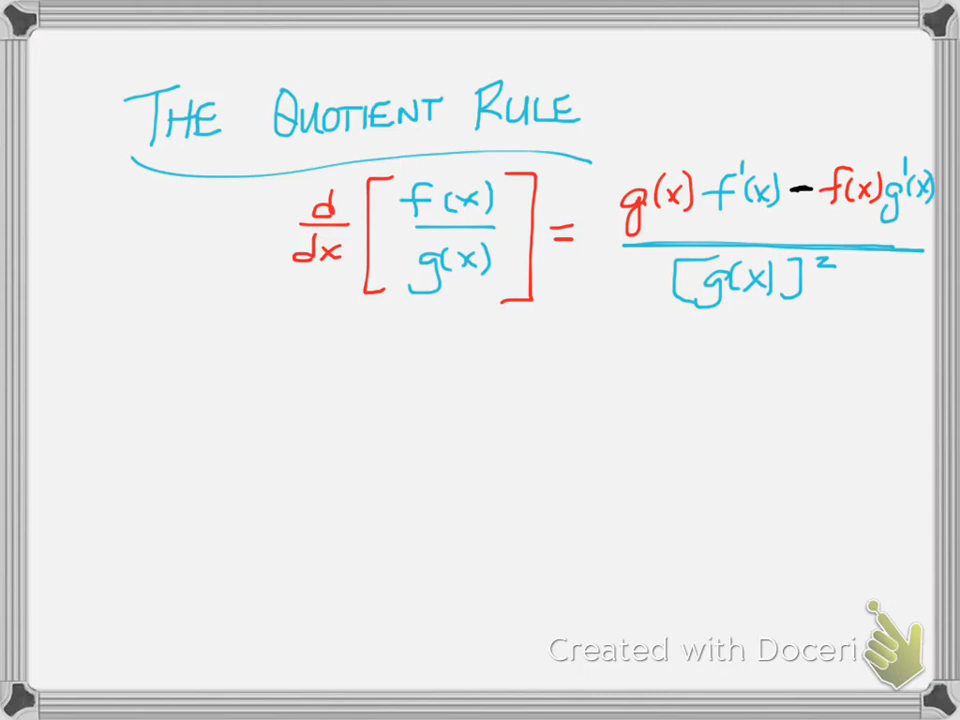 THE QUOTIENT RULE
d/dx [ f(x)/g(x) ] = g(x) f'(x) - f(x)g'(x) / [g(x)]²
Created with Doceri